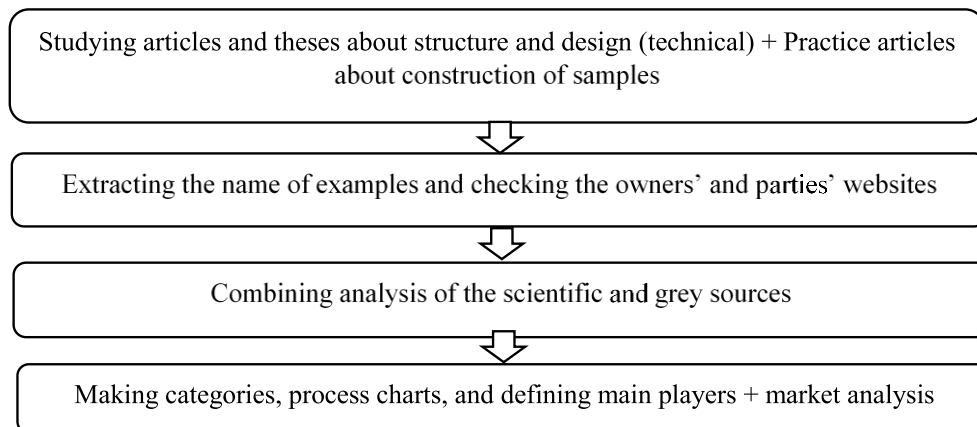 Studying articles and theses about structure and design (technical) + Practice articles
about construction of samples
Extracting the name of examples and checking the owners’ and parties’ websites
Combining analysis of the scientific and grey sources
Making categories, process charts, and defining main players + market analysis